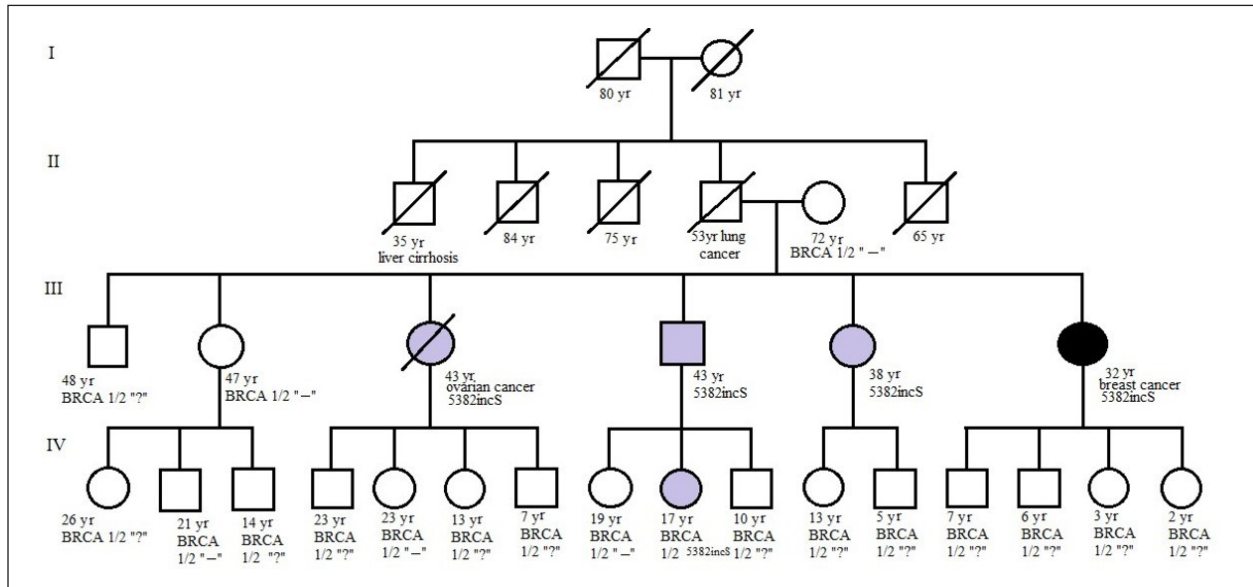 I
80 yr 81 yr
II
35 yr 84 yr 75 yr 53yr lung 72 yr 65 yr
liver cirrhosis cancer BRCA 1/2 " — "
III
48 yr 47 yr 43 yr 43 yr 38 yr 32 yr
BRCA 1/2 "?" BRCA 1/2 "—" ovarian cancer 5382incS 5382incS breast cancer
5382incS 5382incS
IV
26 yr 21 yr 14 yr 23 yr 23 yr 13 yr 7 yr 19 yr 17 yr 10 yr 13 yr 5 yr 7 yr 6 yr 3 yr 2 yr
BRCA 1/2 "?" BRCA BRCA BRCA BRCA BRCA BRCA BRCA BRCA BRCA BRCA BRCA BRCA BRCA BRCA BRCA
1/2 "—" 1/2 "?" 1/2 "?" 1/2 "—" 1/2 "?" 1/2 "?" 1/2 "—" 1/2 5382incS 1/2 "?" 1/2 "?" 1/2 "?" 1/2 "?" 1/2 "?" 1/2 "?" 1/2 "?"